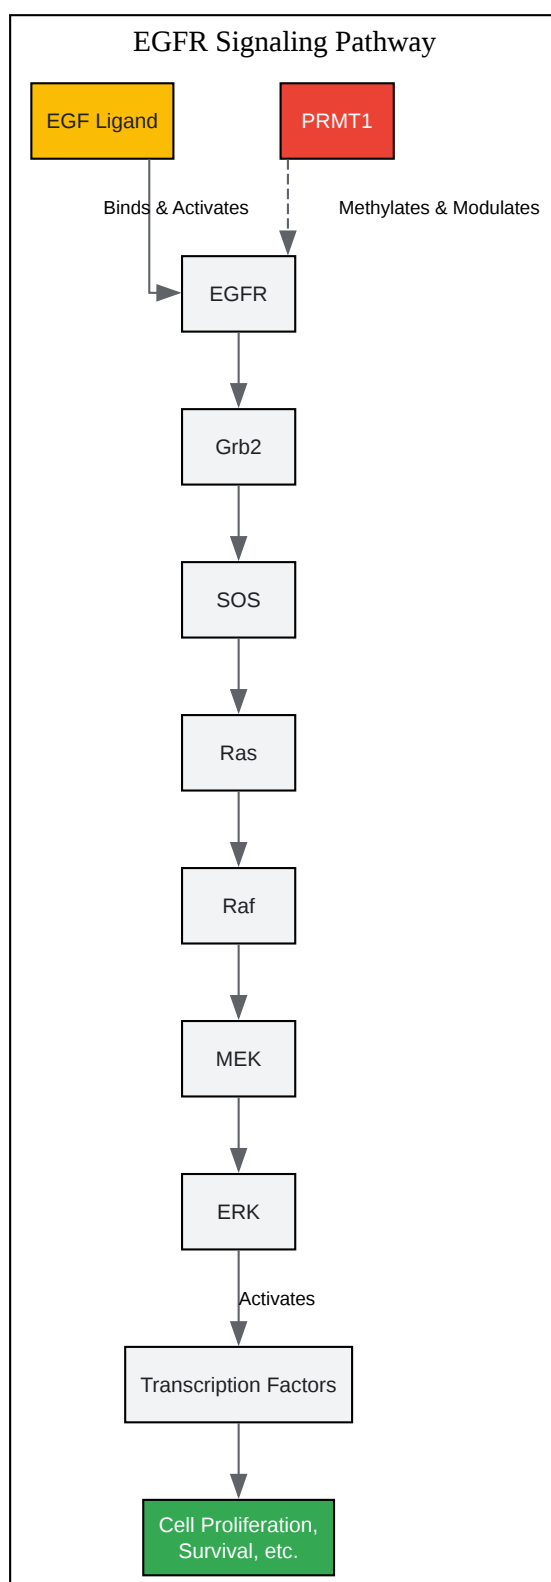 EGFR Signaling Pathway
EGF Ligand
PRMT1
Binds & Activates
Methylates & Modulates
EGFR
Grb2
SOS
Ras
Raf
MEK
ERK
Activates
Transcription Factors
Cell Proliferation,
Survival, etc.